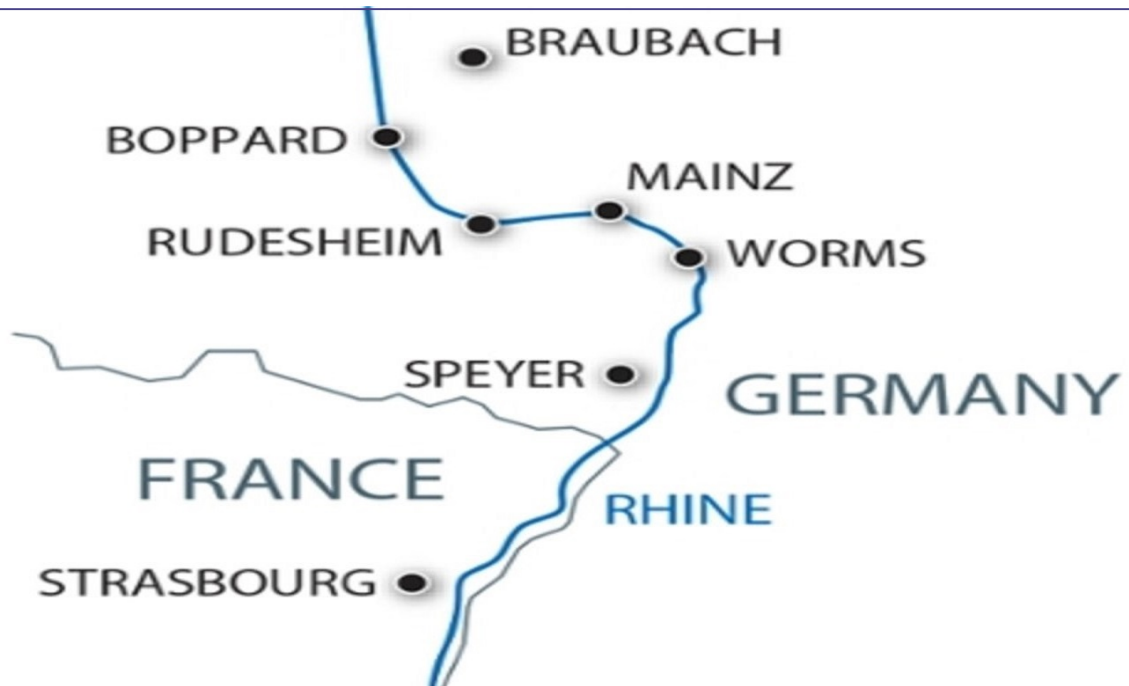 BRAUBACH
BOPPARD
MAINZ
RUDESHEIM
WORMS
SPEYER
GERMANY
FRANCE
RHINE
STRASBOURG